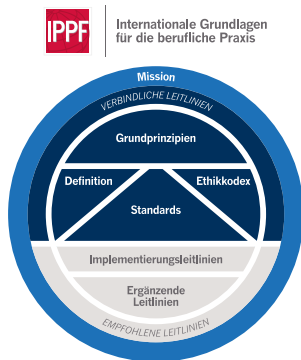 IPPF
Internationale Grundlagen
für die berufliche Praxis
Mission
VERBINDLICHE LEITLINIEN
Grundprinzipien
Definition
Ethikkodex
Standards
Implementierungsleitlinien
Ergänzende
Leitlinien
EMPFOHLENE LEITLINIEN